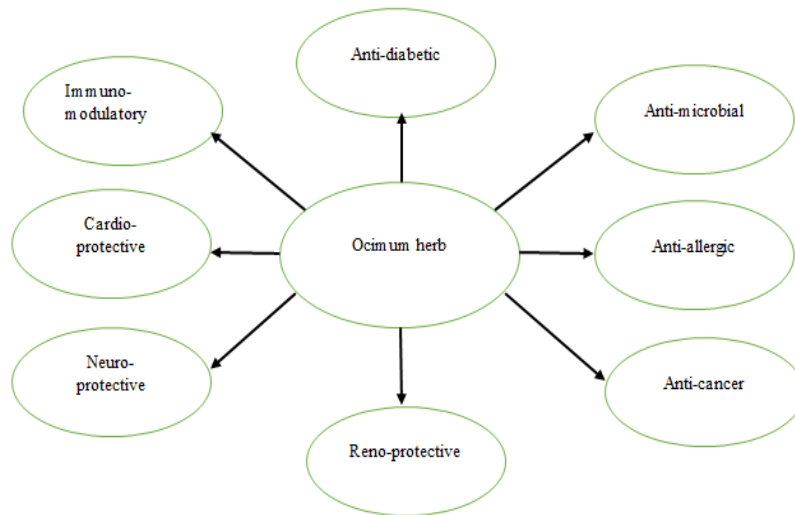 Anti-diabetic
Immuno-
modulatory
Anti-microbial
Cardio-
protective
Ocimum herb
Anti-allergic
Neuro-
protective
Anti-cancer
Reno-protective